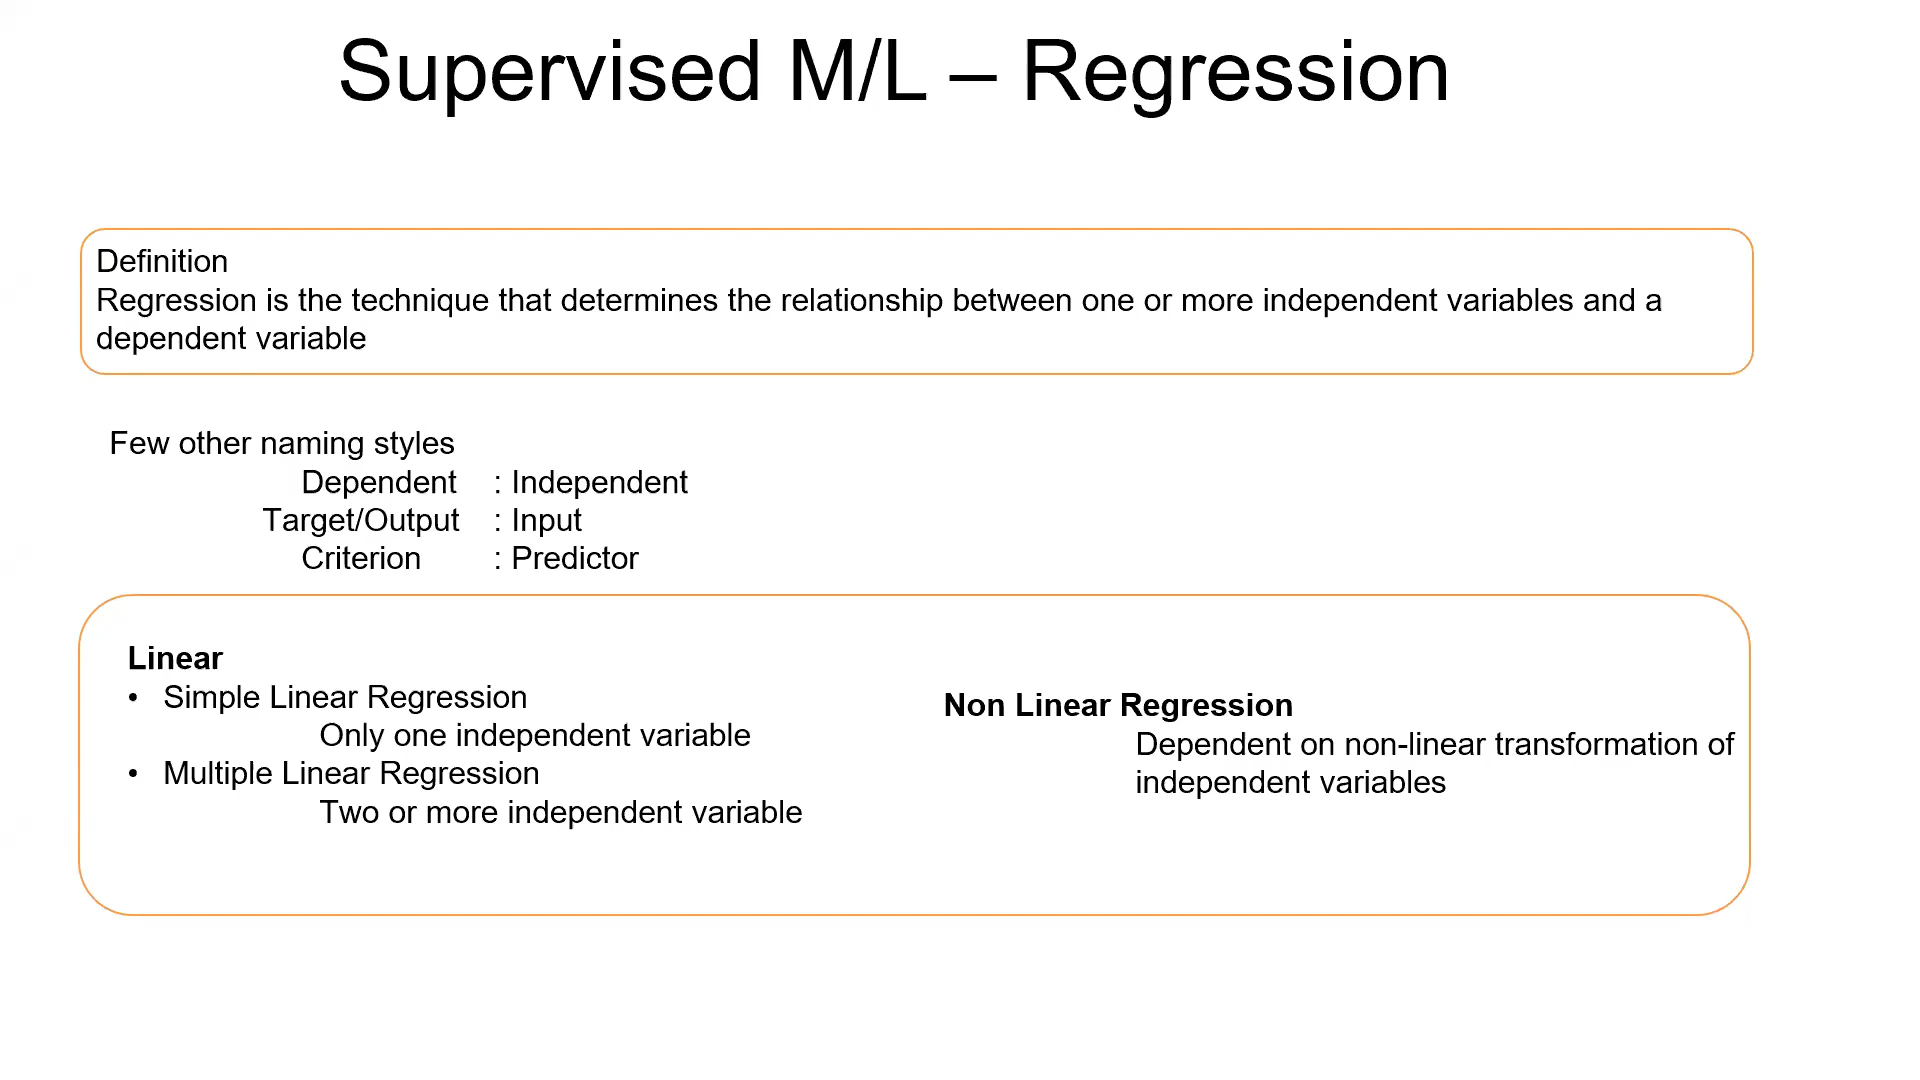 Supervised M/L – Regression
Definition
Regression is the technique that determines the relationship between one or more independent variables and a
dependent variable
Few other naming styles
Dependent : Independent
Target/Output : Input
Criterion : Predictor
Linear
• Simple Linear Regression
Only one independent variable
• Multiple Linear Regression
Two or more independent variable
Non Linear Regression
Dependent on non-linear transformation of
independent variables